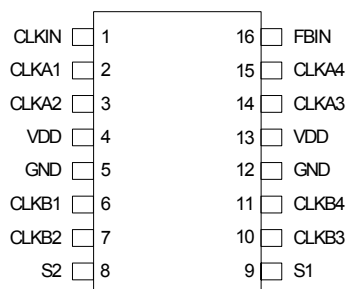 CLKIN 1 16 FBIN
CLKA1 2 15 CLKA4
CLKA2 3 14 CLKA3
VDD 4 13 VDD
GND 5 12 GND
CLKB1 6 11 CLKB4
CLKB2 7 10 CLKB3
S2 8 9 S1